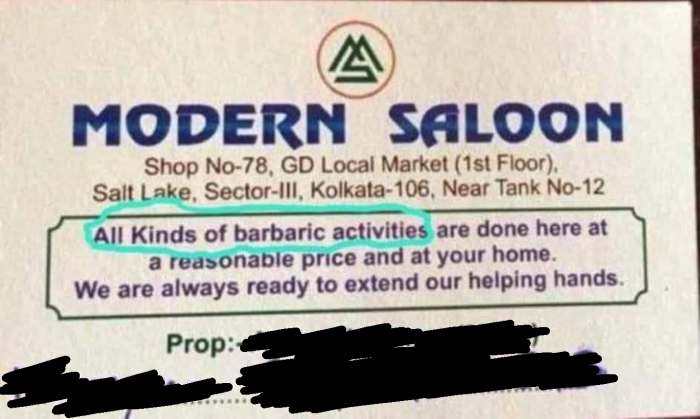 MS
MODERN SALOON
Shop No-78, GD Local Market (1st Floor),
Salt Lake, Sector-III, Kolkata-106, Near Tank No-12
All Kinds of barbaric activities are done here at
a reasonable price and at your home.
We are always ready to extend our helping hands.
Prop:-